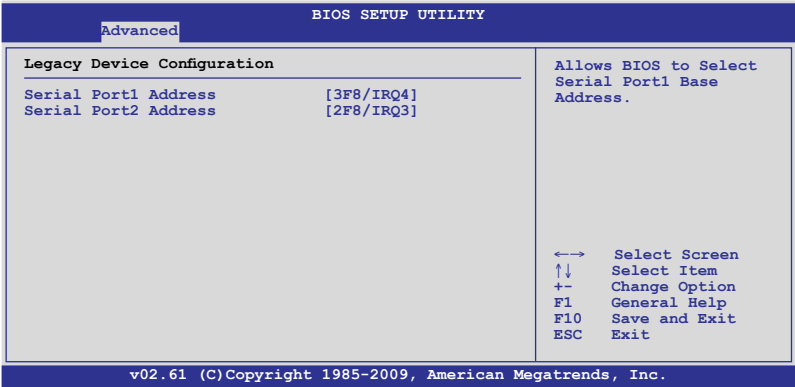 BIOS SETUP UTILITY
Advanced
Legacy Device Configuration
Serial Port1 Address [3F8/IRQ4]
Serial Port2 Address [2F8/IRQ3]
Allows BIOS to Select
Serial Port1 Base
Address.
←→ Select Screen
↑↓ Select Item
+- Change Option
F1 General Help
F10 Save and Exit
ESC Exit
v02.61 (C)Copyright 1985-2009, American Megatrends, Inc.